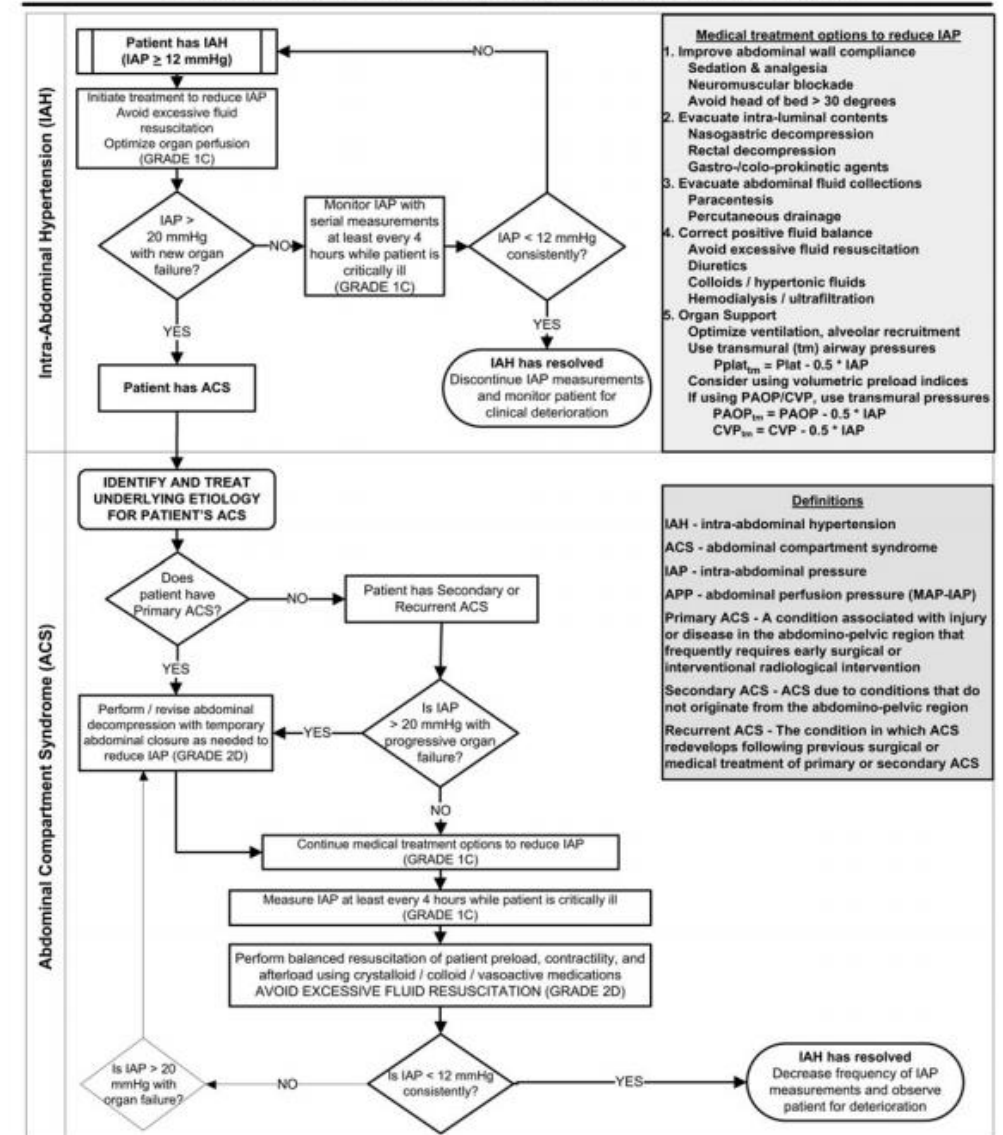 Intra-Abdominal Hypertension (IAH)
Patient has IAH
(IAP ≥ 12 mmHg)
NO
Initiate treatment to reduce IAP
Avoid excessive fluid
resuscitation
Optimize organ perfusion
(GRADE 1C)
IAP >
20 mmHg
with new organ
failure?
NO
Monitor IAP with
serial measurements
at least every 4
hours while patient is
critically ill
(GRADE 1C)
IAP < 12 mmHg
consistently?
YES
YES
Patient has ACS
IAH has resolved
Discontinue IAP measurements
and monitor patient for
clinical deterioration
Medical treatment options to reduce IAP
1. Improve abdominal wall compliance
Sedation & analgesia
Neuromuscular blockade
Avoid head of bed > 30 degrees
2. Evacuate intra-luminal contents
Nasogastric decompression
Rectal decompression
Gastro-/colo-prokinetic agents
3. Evacuate abdominal fluid collections
Paracentesis
Percutaneous drainage
4. Correct positive fluid balance
Avoid excessive fluid resuscitation
Diuretics
Colloids / hypertonic fluids
Hemodialysis / ultrafiltration
5. Organ Support
Optimize ventilation, alveolar recruitment
Use transmural (tm) airway pressures
Pplattm = Plat - 0.5 * IAP
Consider using volumetric preload indices
If using PAOP/CVP, use transmural pressures
PAOPtm = PAOP - 0.5 * IAP
CVPtm = CVP - 0.5 * IAP
Abdominal Compartment Syndrome (ACS)
IDENTIFY AND TREAT
UNDERLYING ETIOLOGY
FOR PATIENT'S ACS
Does
patient have
Primary ACS?
NO
Patient has Secondary or
Recurrent ACS
YES
Perform / revise abdominal
decompression with temporary
abdominal closure as needed to
reduce IAP (GRADE 2D)
YES
Is IAP
> 20 mmHg with
progressive organ
failure?
NO
Continue medical treatment options to reduce IAP
(GRADE 1C)
Measure IAP at least every 4 hours while patient is critically ill
(GRADE 1C)
Perform balanced resuscitation of patient preload, contractility, and
afterload using crystalloid / colloid / vasoactive medications
AVOID EXCESSIVE FLUID RESUSCITATION (GRADE 2D)
Is IAP > 20
mmHg with
organ failure?
NO
Is IAP < 12 mmHg
consistently?
YES
IAH has resolved
Decrease frequency of IAP
measurements and observe
patient for deterioration
Definitions
IAH - intra-abdominal hypertension
ACS - abdominal compartment syndrome
IAP - intra-abdominal pressure
APP - abdominal perfusion pressure (MAP-IAP)
Primary ACS - A condition associated with injury
or disease in the abdomino-pelvic region that
frequently requires early surgical or
interventional radiological intervention
Secondary ACS - ACS due to conditions that do
not originate from the abdomino-pelvic region
Recurrent ACS - The condition in which ACS
redevelops following previous surgical or
medical treatment of primary or secondary ACS